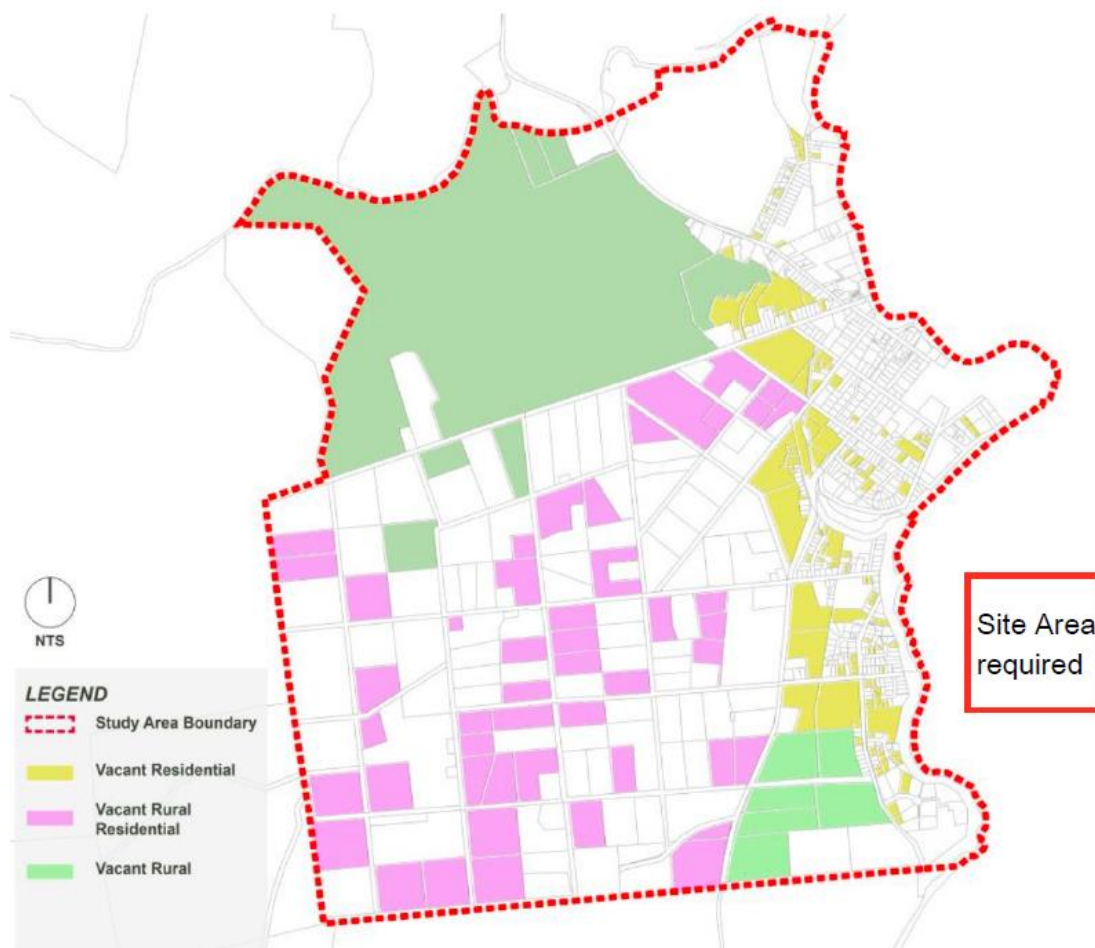 NTS
LEGEND
Study Area Boundary
Vacant Residential
Vacant Rural
Residential
Vacant Rural
Site Area
required